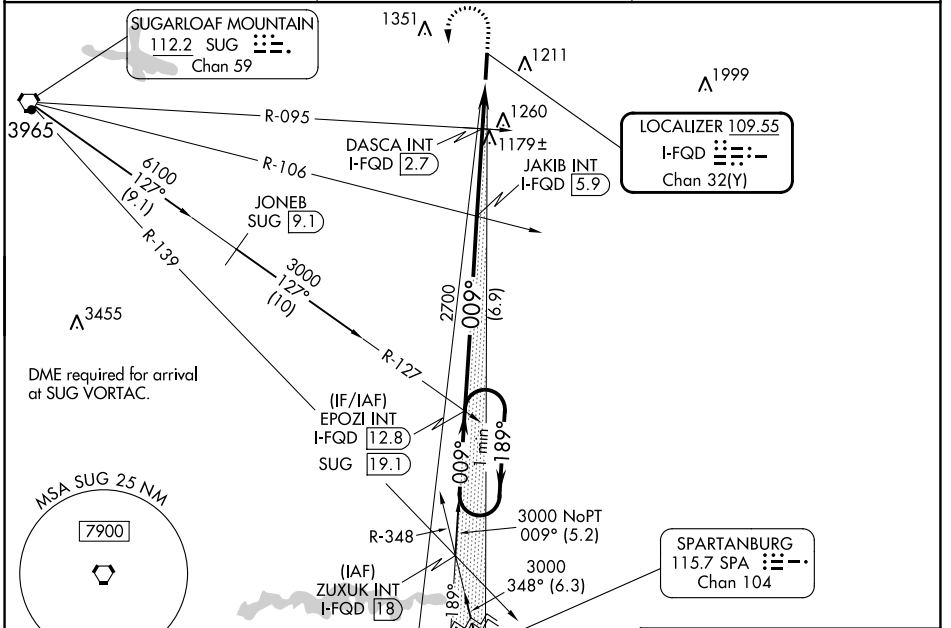 SUGARLOAF MOUNTAIN
112.2 SUG
Chan 59
1351
1211
1999
3965
R-095
1260
1179±
DASCA INT
I-FQD 2.7
LOCALIZER 109.55
I-FQD
Chan 32(Y)
R-106
JAKIB INT
I-FQD 5.9
6100
127°
(9.1)
JONEB
SUG 9.1
R-139
3000
127°
(10)
2700
009°
(6.9)
3455
R-127
DME required for arrival
at SUG VORTAC.
(IF/IAF)
EPOZI INT
I-FQD 12.8
SUG 19.1
009°
1 min
189°
MSA SUG 25 NM
7900
R-348
3000 NoPT
009° (5.2)
SPARTANBURG
115.7 SPA
Chan 104
(IAF)
ZUXUK INT
I-FQD 18
189°
3000
348° (6.3)